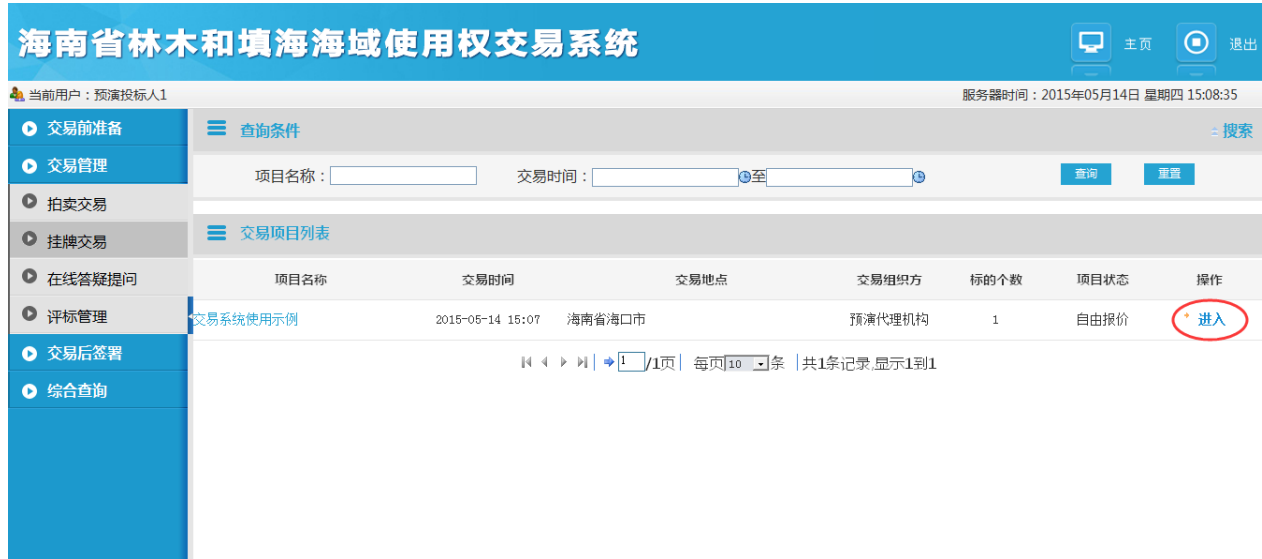 海南省林木和填海海域使用权交易系统
主页 退出
当前用户：预演投标人1 服务器时间：2015年05月14日 星期四 15:08:35
交易前准备
交易管理
拍卖交易
挂牌交易
在线答疑提问
评标管理
交易后签署
综合查询
查询条件 搜索
项目名称： 交易时间： 至 查询 重置
交易项目列表
项目名称 交易时间 交易地点 交易组织方 标的个数 项目状态 操作
交易系统使用示例 2015-05-14 15:07 海南省海口市 预演代理机构 1 自由报价 进入
1 /1页 每页 10 条 共1条记录,显示1到1